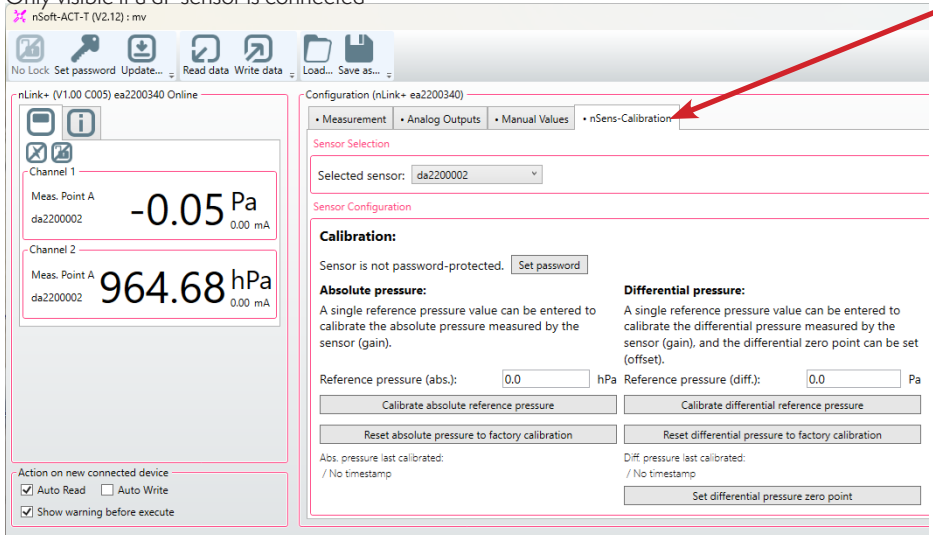 Only visible if a dP sensor is connected
nSoft-ACT-T (V2.12) : mv
No Lock Set password Update... Read data Write data Load... Save as...
nLink+ (V1.00 C005) ea2200340 Online
Channel 1
Meas. Point A
da2200002
-0.05 Pa
0.00 mA
Channel 2
Meas. Point A
da2200002
964.68 hPa
0.00 mA
Action on new connected device
Auto Read Auto Write
Show warning before execute
Configuration (nLink+ ea2200340)
• Measurement • Analog Outputs • Manual Values • nSens-Calibration
Sensor Selection
Selected sensor: da2200002
Sensor Configuration
Calibration:
Sensor is not password-protected. Set password
Absolute pressure:
A single reference pressure value can be entered to
calibrate the absolute pressure measured by the
sensor (gain).
Reference pressure (abs.): 0.0 hPa
Calibrate absolute reference pressure
Reset absolute pressure to factory calibration
Abs. pressure last calibrated:
/ No timestamp
Differential pressure:
A single reference pressure value can be entered to
calibrate the differential pressure measured by the
sensor (gain), and the differential zero point can be set
(offset).
Reference pressure (diff.): 0.0 Pa
Calibrate differential reference pressure
Reset differential pressure to factory calibration
Diff. pressure last calibrated:
/ No timestamp
Set differential pressure zero point